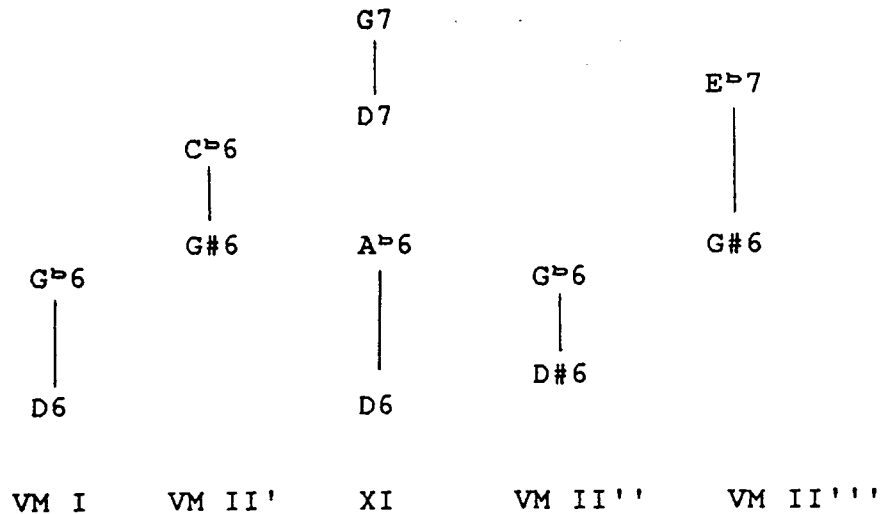 G7
E♭7
D7
C♭6
G#6 A♭6 G#6
G♭6 G♭6
D#6
D6 D6
VM I VM II' XI VM II'' VM II'''